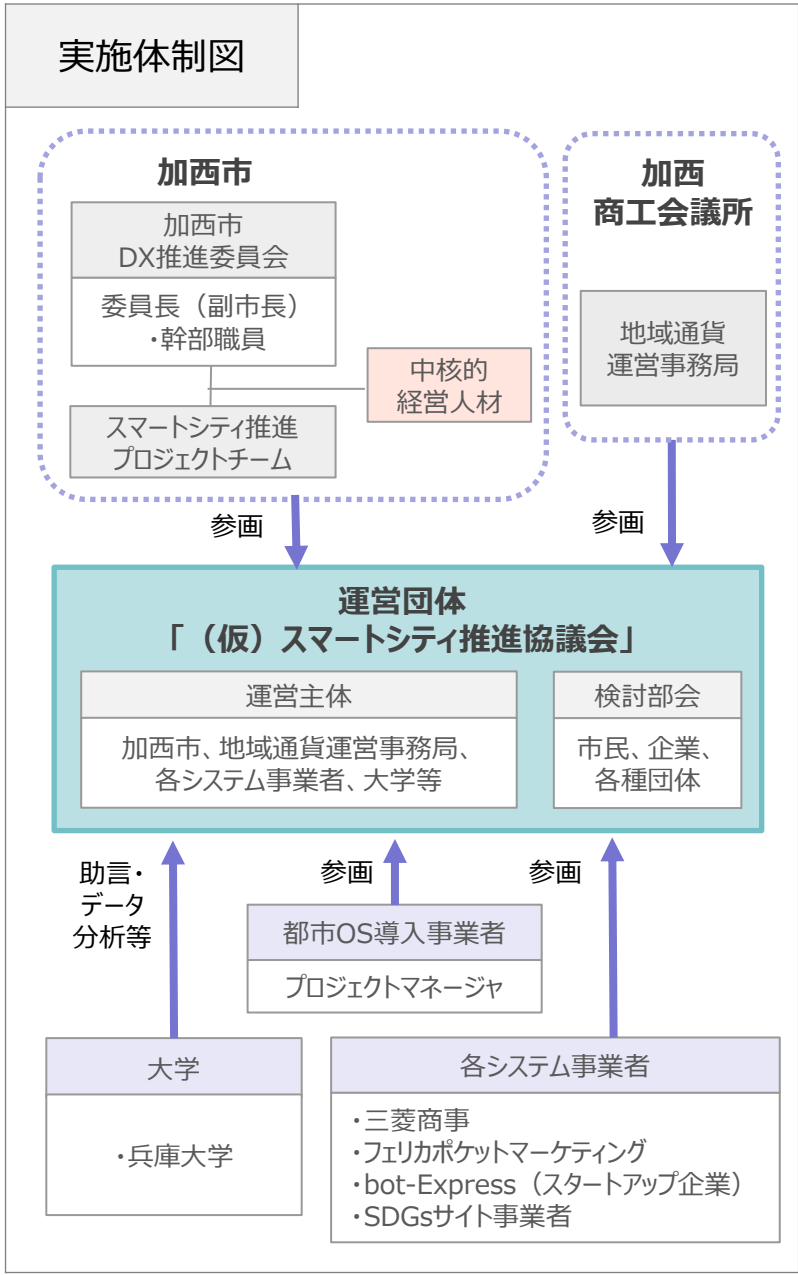 実施体制図
加西市
加西市
DX推進委員会
委員長（副市長）
・幹部職員
中核的
経営人材
スマートシティ推進
プロジェクトチーム
加西
商工会議所
地域通貨
運営事務局
参画
参画
運営団体
「（仮）スマートシティ推進協議会」
運営主体
加西市、地域通貨運営事務局、
各システム事業者、大学等
検討部会
市民、企業、
各種団体
助言・
データ
分析等
参画
参画
都市OS導入事業者
プロジェクトマネージャ
大学
・兵庫大学
各システム事業者
・三菱商事
・フェリカポケットマーケティング
・bot-Express（スタートアップ企業）
・SDGsサイト事業者